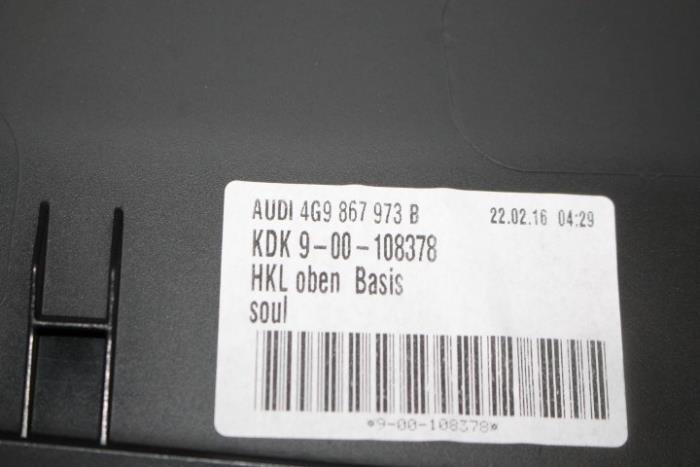 AUDI 4G9 867 973 B 22.02.16 04:29
KDK 9-00-108378
HKL oben Basis
soul
*9-00-108378*